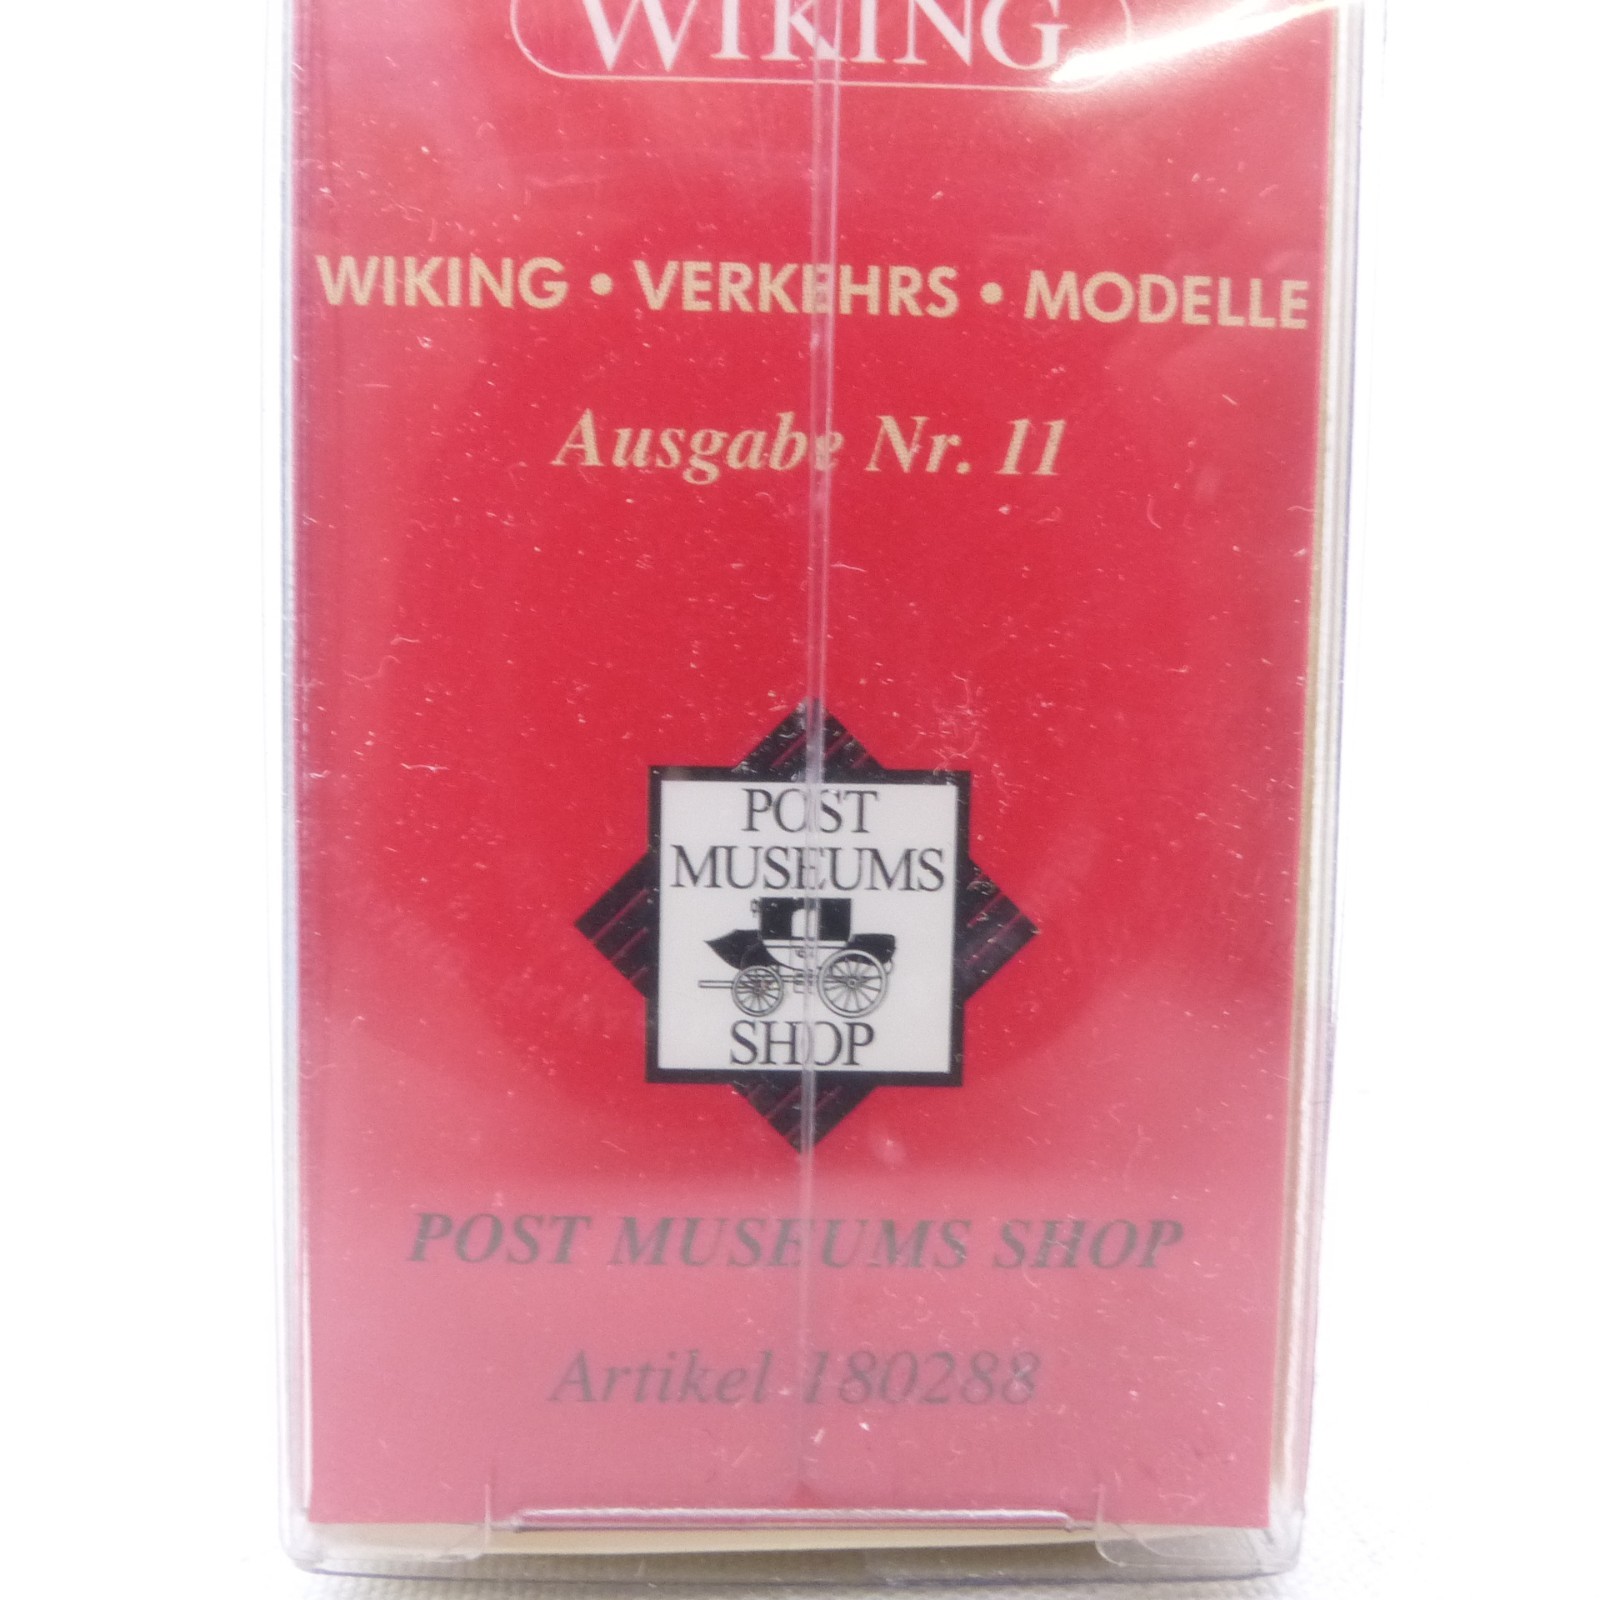 WIKING
WIKING • VERKEHRS • MODELLE
Ausgabe Nr. 11
POST
MUSEUMS
SHOP
POST MUSEUMS SHOP
Artikel 180288